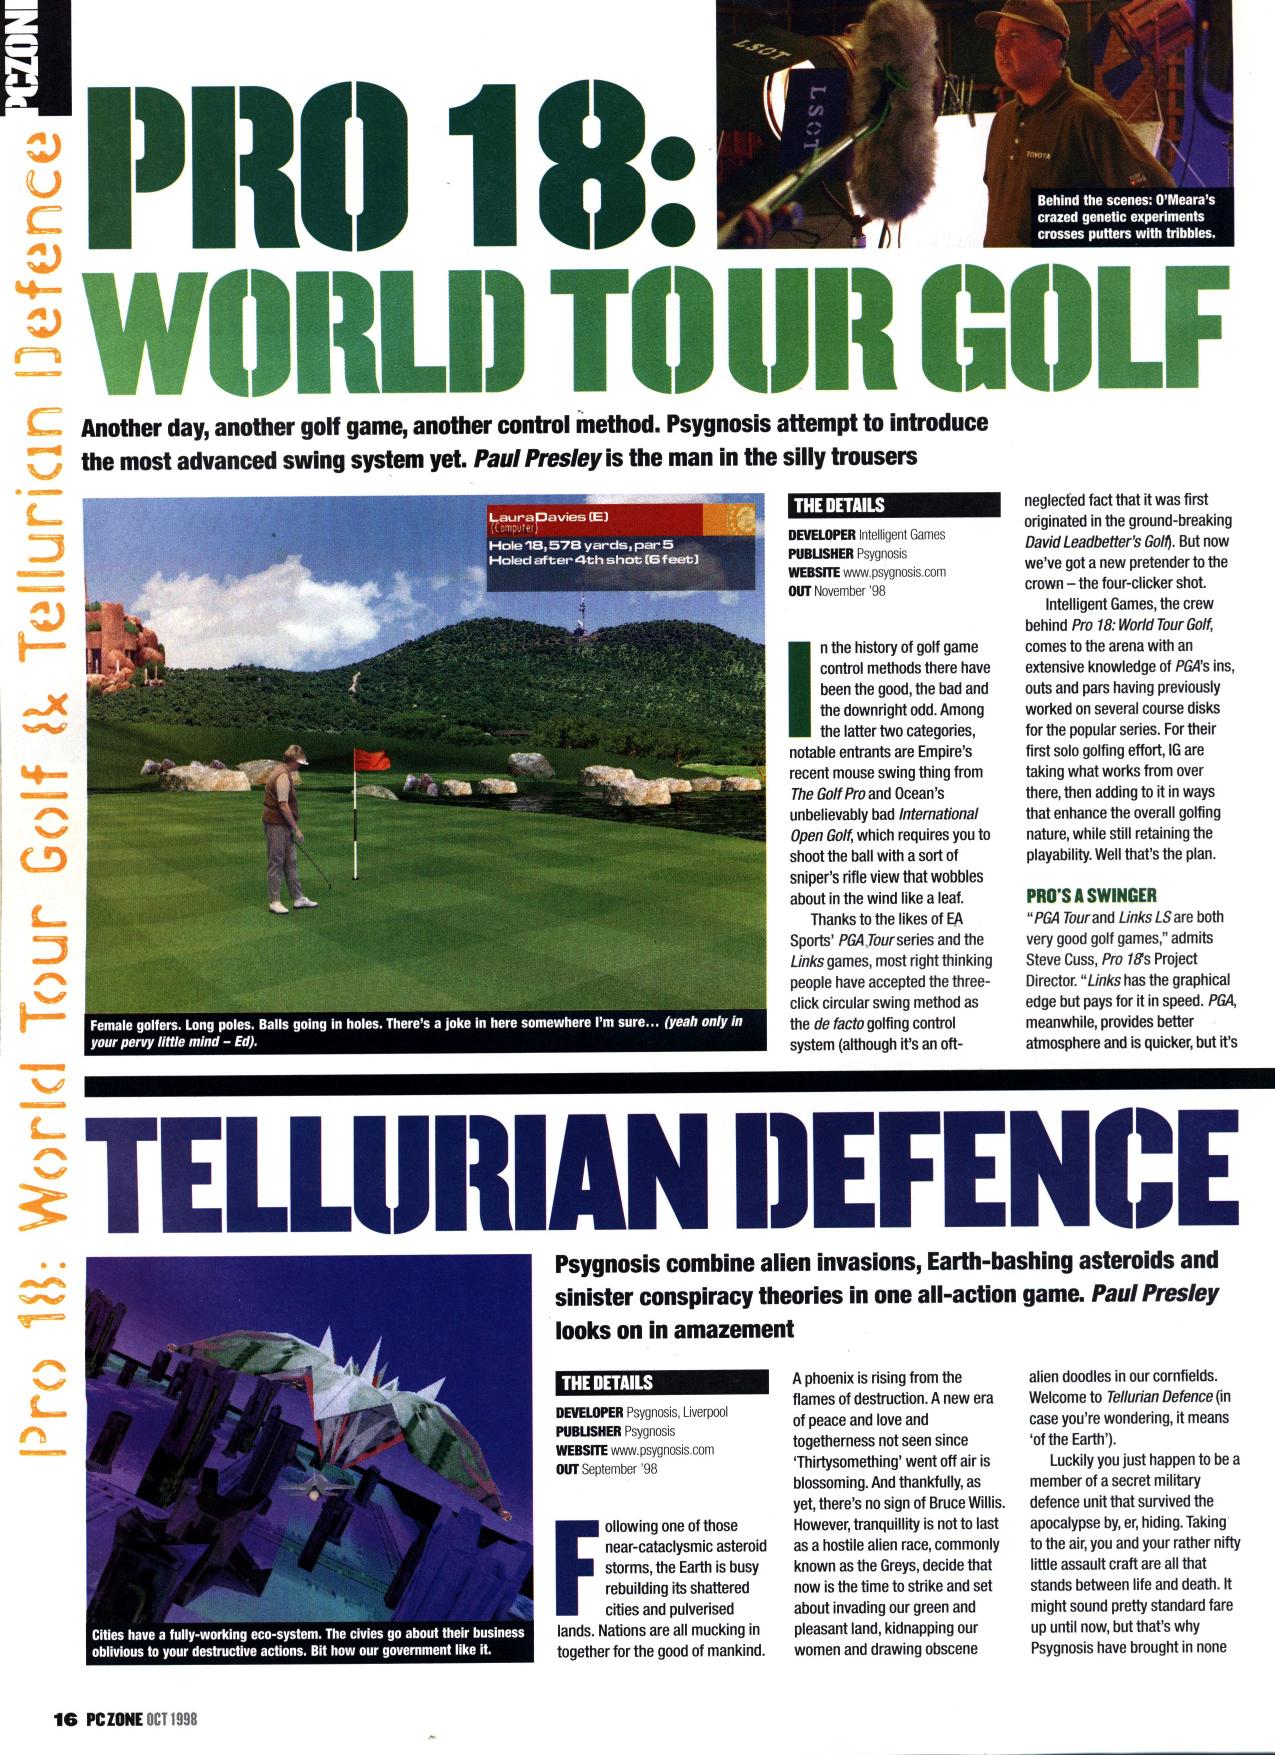 PCZONE
Pro 18: World Tour Golf & Tellurian Defence
PRO 18:
WORLD TOUR GOLF
LSOT
LSOT
TOYOTA
Behind the scenes: O'Meara's
crazed genetic experiments
crosses putters with tribbles.
Another day, another golf game, another control method. Psygnosis attempt to introduce
the most advanced swing system yet. Paul Presley is the man in the silly trousers
Laura Davies (E)
(Computer)
Hole 18, 578 yards, par 5
Holed after 4th shot (6 feet)
Female golfers. Long poles. Balls going in holes. There's a joke in here somewhere I'm sure... (yeah only in
your pervy little mind – Ed).
THE DETAILS
DEVELOPER Intelligent Games
PUBLISHER Psygnosis
WEBSITE www.psygnosis.com
OUT November '98
In the history of golf game
control methods there have
been the good, the bad and
the downright odd. Among
the latter two categories,
notable entrants are Empire's
recent mouse swing thing from
The Golf Pro and Ocean's
unbelievably bad International
Open Golf, which requires you to
shoot the ball with a sort of
sniper's rifle view that wobbles
about in the wind like a leaf.
Thanks to the likes of EA
Sports' PGA Tour series and the
Links games, most right thinking
people have accepted the three-
click circular swing method as
the de facto golfing control
system (although it's an oft-
neglected fact that it was first
originated in the ground-breaking
David Leadbetter's Golf). But now
we've got a new pretender to the
crown – the four-clicker shot.
Intelligent Games, the crew
behind Pro 18: World Tour Golf,
comes to the arena with an
extensive knowledge of PGA's ins,
outs and pars having previously
worked on several course disks
for the popular series. For their
first solo golfing effort, IG are
taking what works from over
there, then adding to it in ways
that enhance the overall golfing
nature, while still retaining the
playability. Well that's the plan.
PRO'S A SWINGER
"PGA Tour and Links LS are both
very good golf games," admits
Steve Cuss, Pro 18's Project
Director. "Links has the graphical
edge but pays for it in speed. PGA,
meanwhile, provides better
atmosphere and is quicker, but it's
TELLURIAN DEFENCE
Psygnosis combine alien invasions, Earth-bashing asteroids and
sinister conspiracy theories in one all-action game. Paul Presley
looks on in amazement
Cities have a fully-working eco-system. The civies go about their business
oblivious to your destructive actions. Bit how our government like it.
THE DETAILS
DEVELOPER Psygnosis, Liverpool
PUBLISHER Psygnosis
WEBSITE www.psygnosis.com
OUT September '98
Following one of those
near-cataclysmic asteroid
storms, the Earth is busy
rebuilding its shattered
cities and pulverised
lands. Nations are all mucking in
together for the good of mankind.
A phoenix is rising from the
flames of destruction. A new era
of peace and love and
togetherness not seen since
'Thirtysomething' went off air is
blossoming. And thankfully, as
yet, there's no sign of Bruce Willis.
However, tranquillity is not to last
as a hostile alien race, commonly
known as the Greys, decide that
now is the time to strike and set
about invading our green and
pleasant land, kidnapping our
women and drawing obscene
alien doodles in our cornfields.
Welcome to Tellurian Defence (in
case you're wondering, it means
'of the Earth').
Luckily you just happen to be a
member of a secret military
defence unit that survived the
apocalypse by, er, hiding. Taking
to the air, you and your rather nifty
little assault craft are all that
stands between life and death. It
might sound pretty standard fare
up until now, but that's why
Psygnosis have brought in none
16 PC ZONE OCT 1998